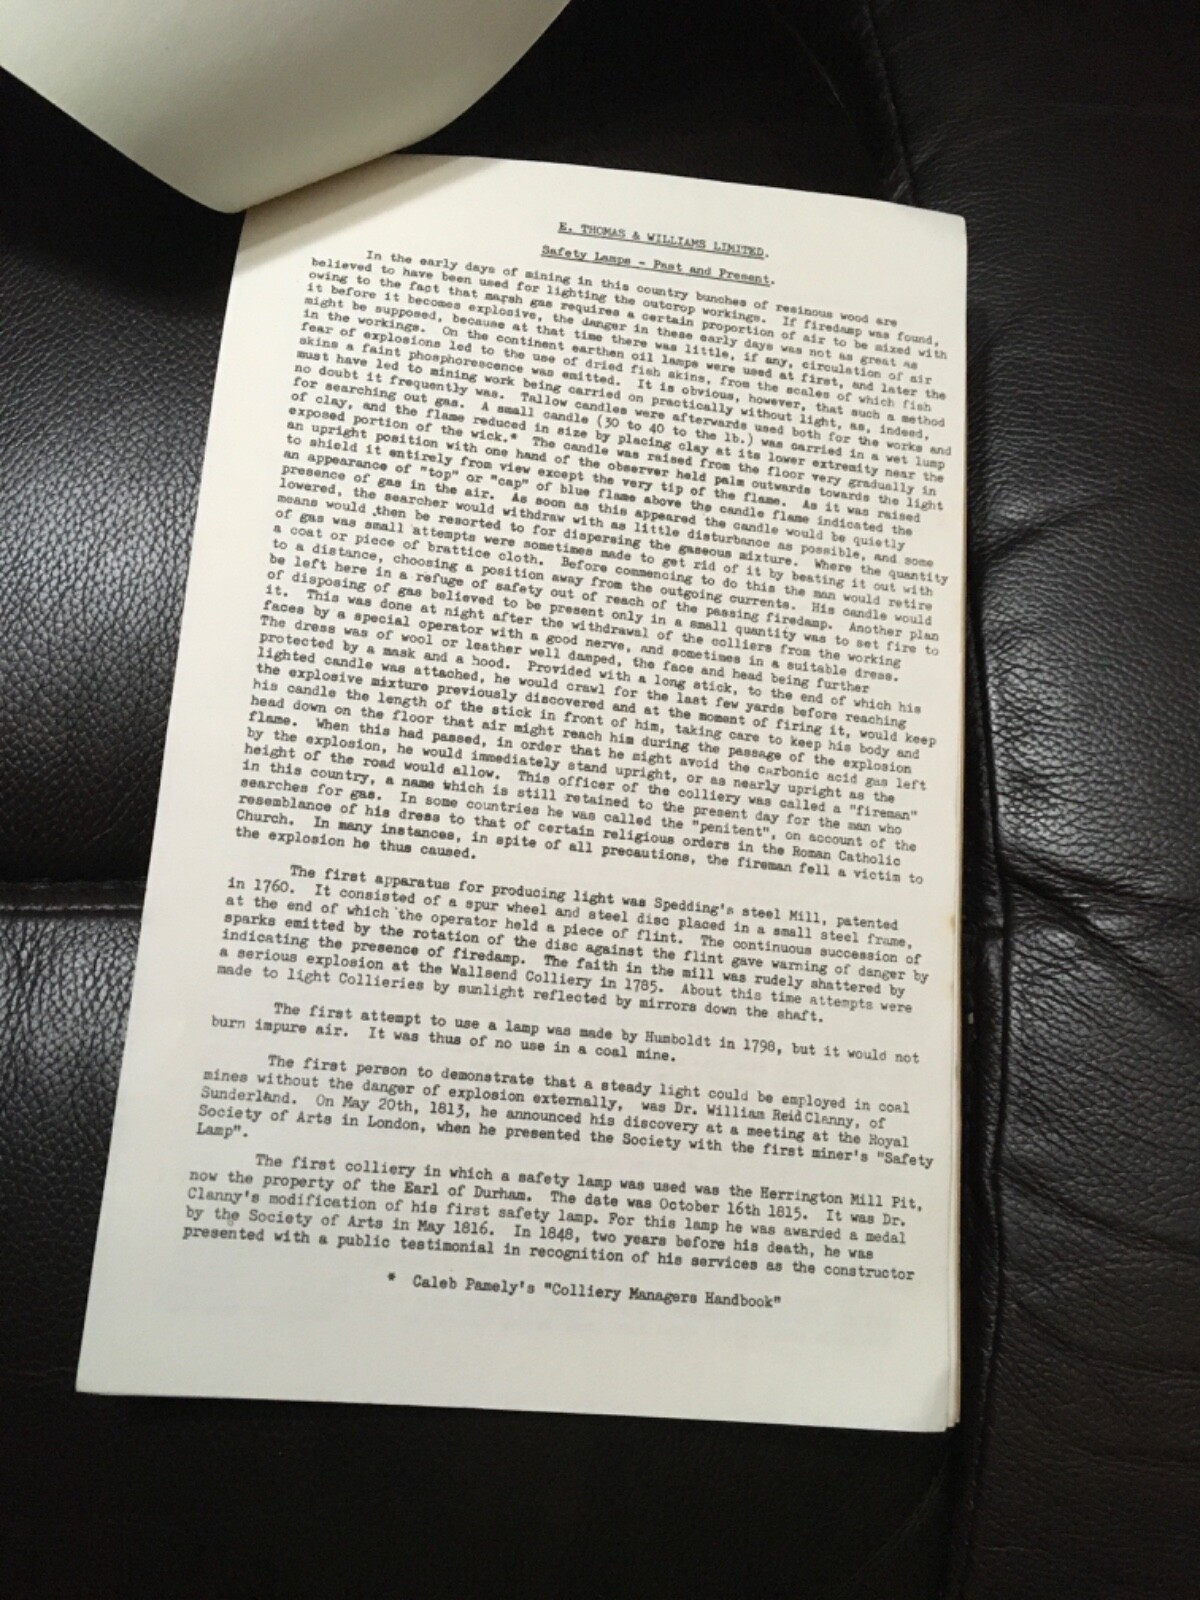 E. THOMAS & WILLIAMS LIMITED.
Safety Lamps - Past and Present.
In the early days of mining in this country bunches of resinous wood are
believed to have been used for lighting the outcrop workings. If firedamp was found,
owing to the fact that marsh gas requires a certain proportion of air to be mixed with
it before it becomes explosive, the danger in these early days was not as great as
might be supposed, because at that time there was little, if any, circulation of air
in the workings. On the continent earthen oil lamps were used at first, and later the
fear of explosions led to the use of dried fish skins, from the scales of which fish
skins a faint phosphorescence was emitted. It is obvious, however, that such a method
must have led to mining work being carried on practically without light, as, indeed,
no doubt it frequently was. Tallow candles were afterwards used both for the works and
for searching out gas. A small candle (30 to 40 to the lb.) was carried in a wet lump
of clay, and the flame reduced in size by placing clay at its lower extremity near the
exposed portion of the wick.* The candle was raised from the floor very gradually in
an upright position with one hand of the observer held palm outwards towards the light
to shield it entirely from view except the very tip of the flame. As it was raised
an appearance of "top" or "cap" of blue flame above the candle flame indicated the
presence of gas in the air. As soon as this appeared the candle would be quietly
lowered, the searcher would withdraw with as little disturbance as possible, and some
means would then be resorted to for dispersing the gaseous mixture. Where the quantity
of gas was small attempts were sometimes made to get rid of it by beating it out with
a coat or piece of brattice cloth. Before commencing to do this the man would retire
to a distance, choosing a position away from the outgoing currents. His candle would
be left here in a refuge of safety out of reach of the passing firedamp. Another plan
of disposing of gas believed to be present only in a small quantity was to set fire to
it. This was done at night after the withdrawal of the colliers from the working
faces by a special operator with a good nerve, and sometimes in a suitable dress.
The dress was of wool or leather well damped, the face and head being further
protected by a mask and a hood. Provided with a long stick, to the end of which his
lighted candle was attached, he would crawl for the last few yards before reaching
the explosive mixture previously discovered and at the moment of firing it, would keep
his candle the length of the stick in front of him, taking care to keep his body and
head down on the floor that air might reach him during the passage of the explosion
flame. When this had passed, in order that he might avoid the carbonic acid gas left
by the explosion, he would immediately stand upright, or as nearly upright as the
height of the road would allow. This officer of the colliery was called a "fireman"
in this country, a name which is still retained to the present day for the man who
searches for gas. In some countries he was called the "penitent", on account of the
resemblance of his dress to that of certain religious orders in the Roman Catholic
Church. In many instances, in spite of all precautions, the fireman fell a victim to
the explosion he thus caused.
The first apparatus for producing light was Spedding's steel Mill, patented
in 1760. It consisted of a spur wheel and steel disc placed in a small steel frame,
at the end of which the operator held a piece of flint. The continuous succession of
sparks emitted by the rotation of the disc against the flint gave warning of danger by
indicating the presence of firedamp. The faith in the mill was rudely shattered by
a serious explosion at the Wallsend Colliery in 1785. About this time attempts were
made to light Collieries by sunlight reflected by mirrors down the shaft.
The first attempt to use a lamp was made by Humboldt in 1798, but it would not
burn impure air. It was thus of no use in a coal mine.
The first person to demonstrate that a steady light could be employed in coal
mines without the danger of explosion externally, was Dr. William Reid Clanny, of
Sunderland. On May 20th, 1813, he announced his discovery at a meeting at the Royal
Society of Arts in London, when he presented the Society with the first miner's "Safety
Lamp".
The first colliery in which a safety lamp was used was the Herrington Mill Pit,
now the property of the Earl of Durham. The date was October 16th 1815. It was Dr.
Clanny's modification of his first safety lamp. For this lamp he was awarded a medal
by the Society of Arts in May 1816. In 1848, two years before his death, he was
presented with a public testimonial in recognition of his services as the constructor
* Caleb Pamely's "Colliery Managers Handbook"